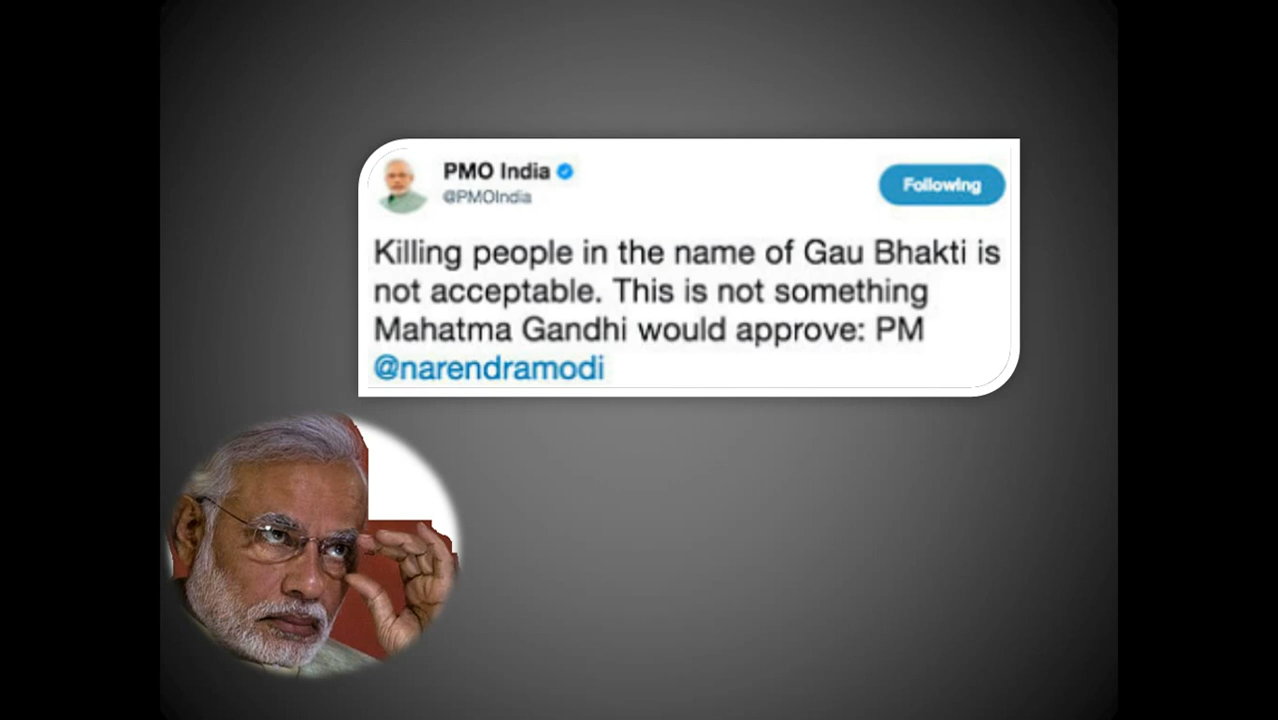 PMO India
@PMOIndia
Following
Killing people in the name of Gau Bhakti is
not acceptable. This is not something
Mahatma Gandhi would approve: PM
@narendramodi